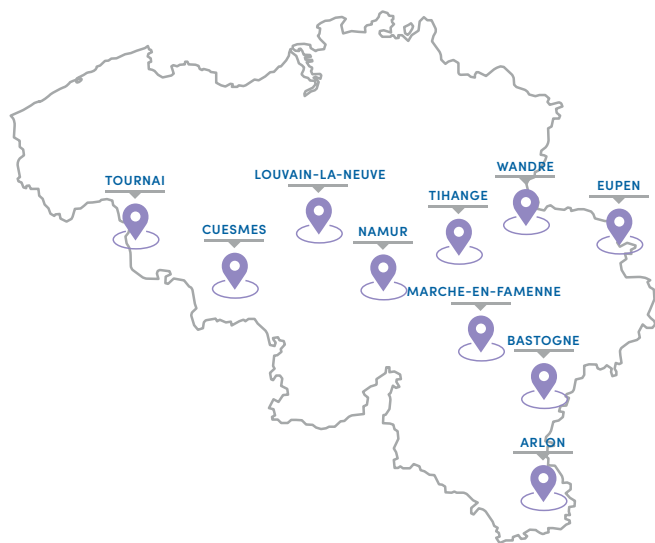 WANDRE
LOUVAIN-LA-NEUVE
TOURNAI
EUPEN
TIHANGE
CUESMES
NAMUR
MARCHE-EN-FAMENNE
BASTOGNE
ARLON